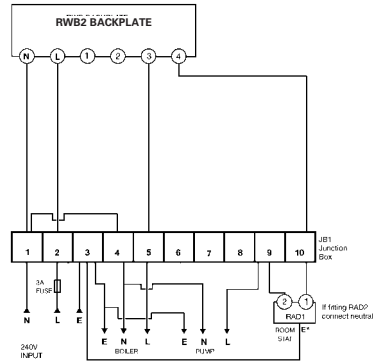 RWB2 BACKPLATE
N L 1 2 3 4
1 2 3 4 5 6 7 8 9 10
JB1
Junction
Box
3A
FUSE
2 1
RAD1
If fitting RAD2
connect neutral
N L E
E N L E N L
BOILER PUMP
ROOM
STAT
E*
240V
INPUT